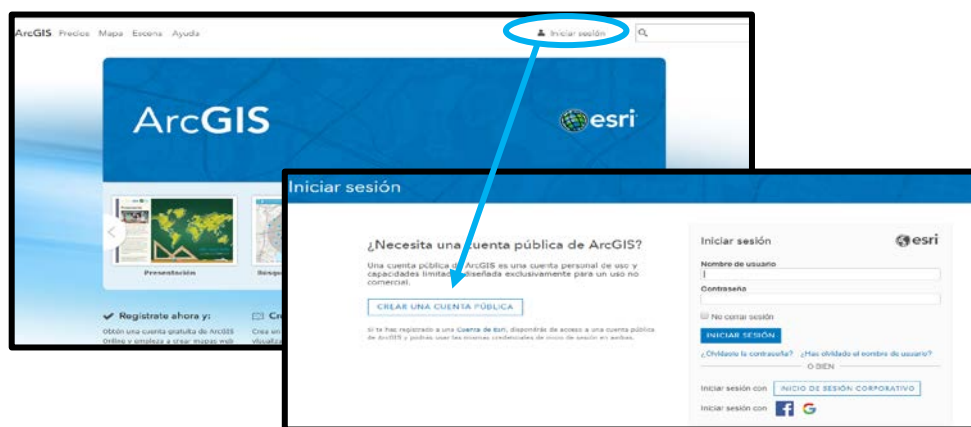 ArcGIS Precios Mapa Escena Ayuda
Iniciar sesión
ArcGIS
esri
Presentación
Regístrate ahora y:
Obtén una cuenta gratuita de ArcGIS
Online y empieza a crear mapas web
Crea un
Iniciar sesión
¿Necesita una cuenta pública de ArcGIS?
Una cuenta pública de ArcGIS es una cuenta personal de uso y
capacidades limitadas diseñada exclusivamente para un uso no
comercial.
CREAR UNA CUENTA PÚBLICA
Si te has registrado a una Cuenta de Esri, dispondrás de acceso a una cuenta pública
de ArcGIS y podrás usar las mismas credenciales de inicio de sesión en ambas.
Iniciar sesión
esri
Nombre de usuario
Contraseña
No cerrar sesión
INICIAR SESIÓN
¿Olvidaste la contraseña? ¿Has olvidado el nombre de usuario?
O BIEN
Iniciar sesión con INICIO DE SESIÓN CORPORATIVO
Iniciar sesión con f G